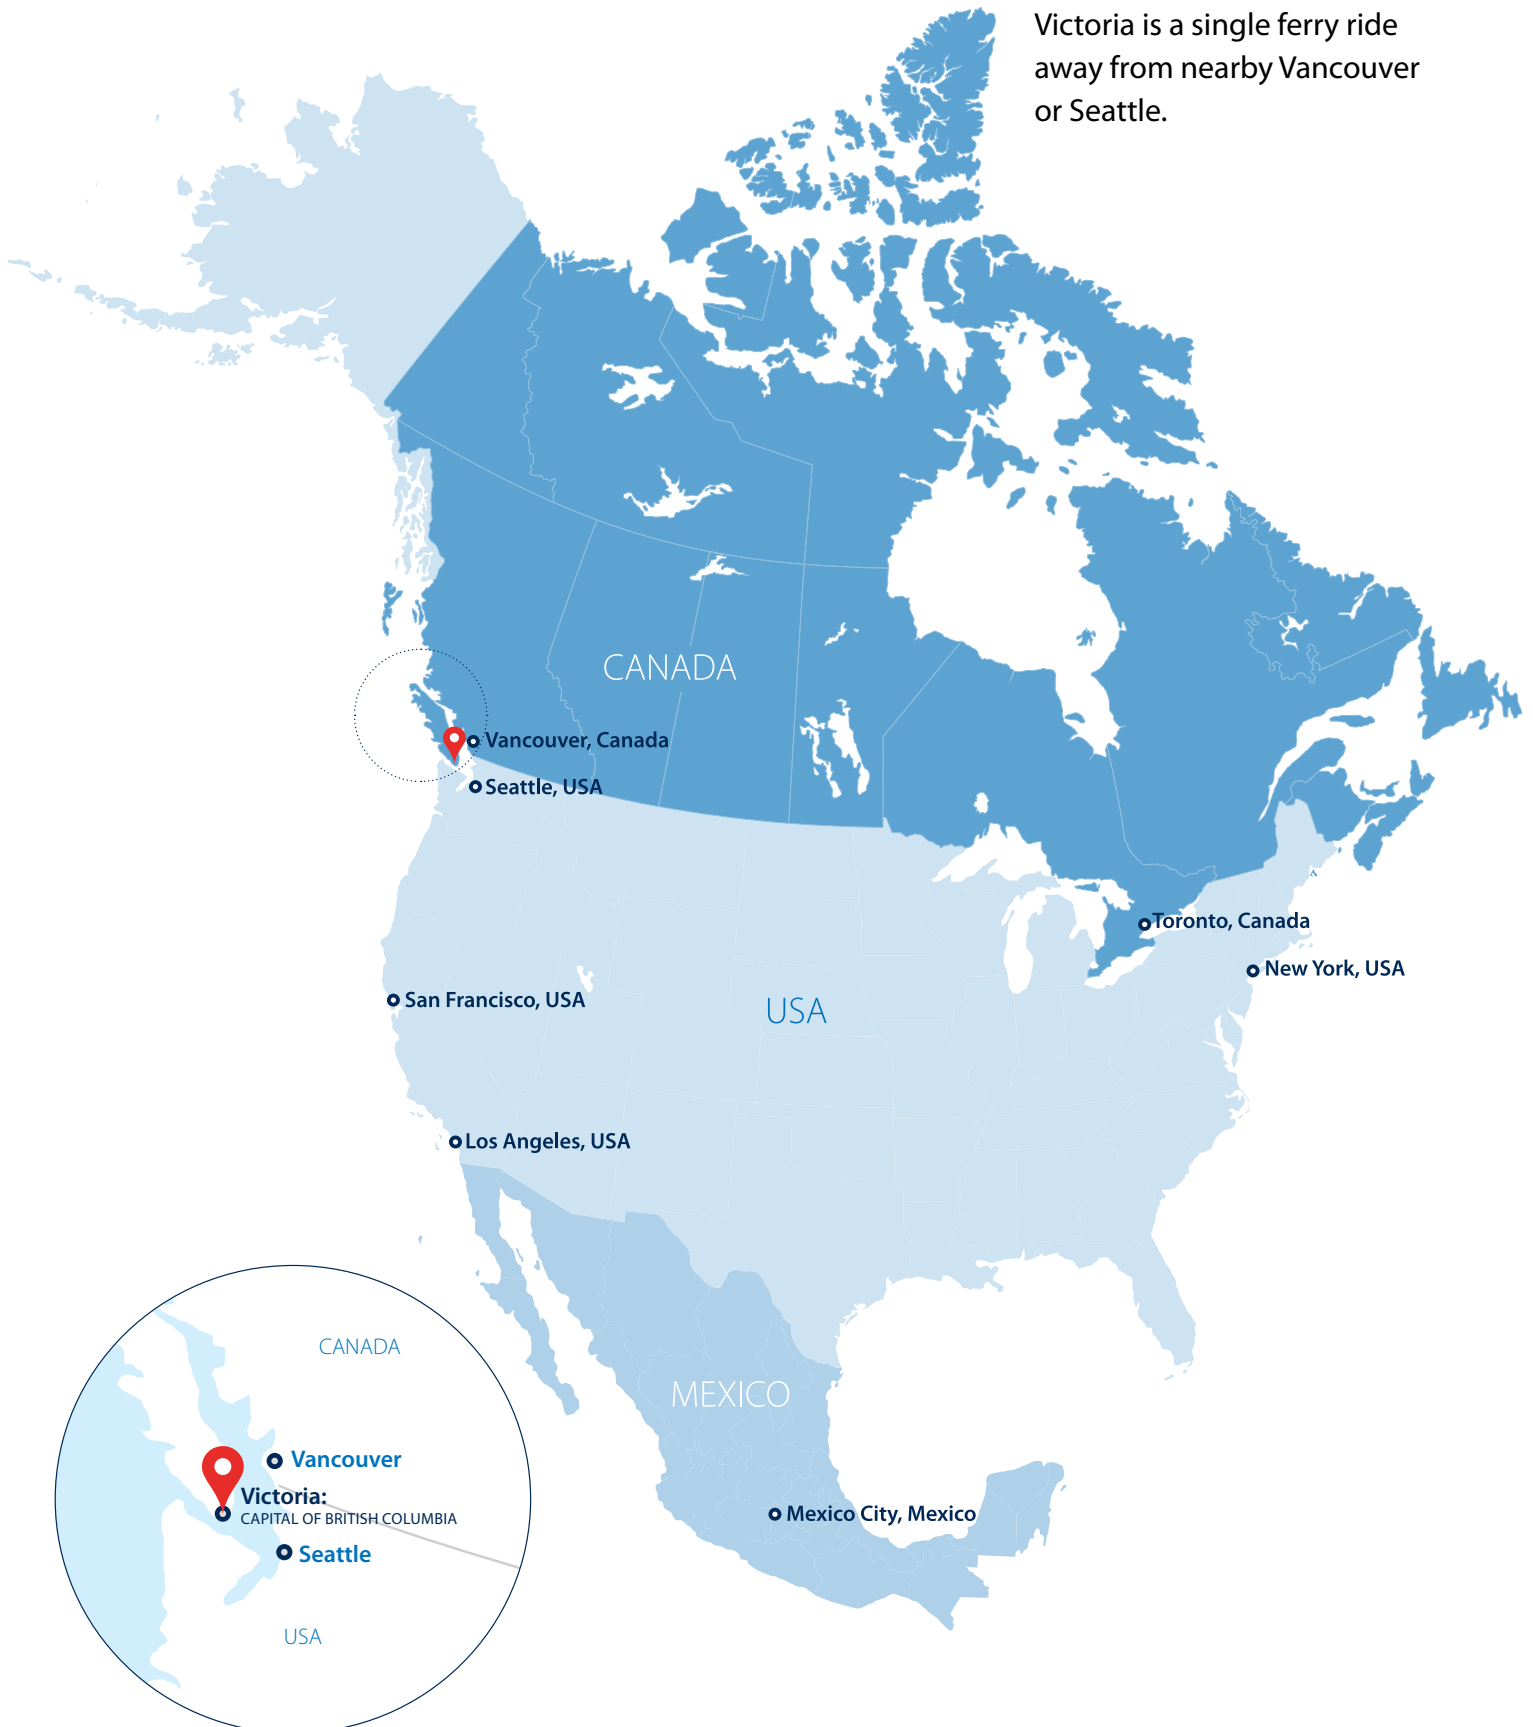 Victoria is a single ferry ride
away from nearby Vancouver
or Seattle.
CANADA
Vancouver, Canada
Seattle, USA
Toronto, Canada
New York, USA
San Francisco, USA
USA
Los Angeles, USA
MEXICO
Mexico City, Mexico
CANADA
Vancouver
Victoria:
CAPITAL OF BRITISH COLUMBIA
Seattle
USA